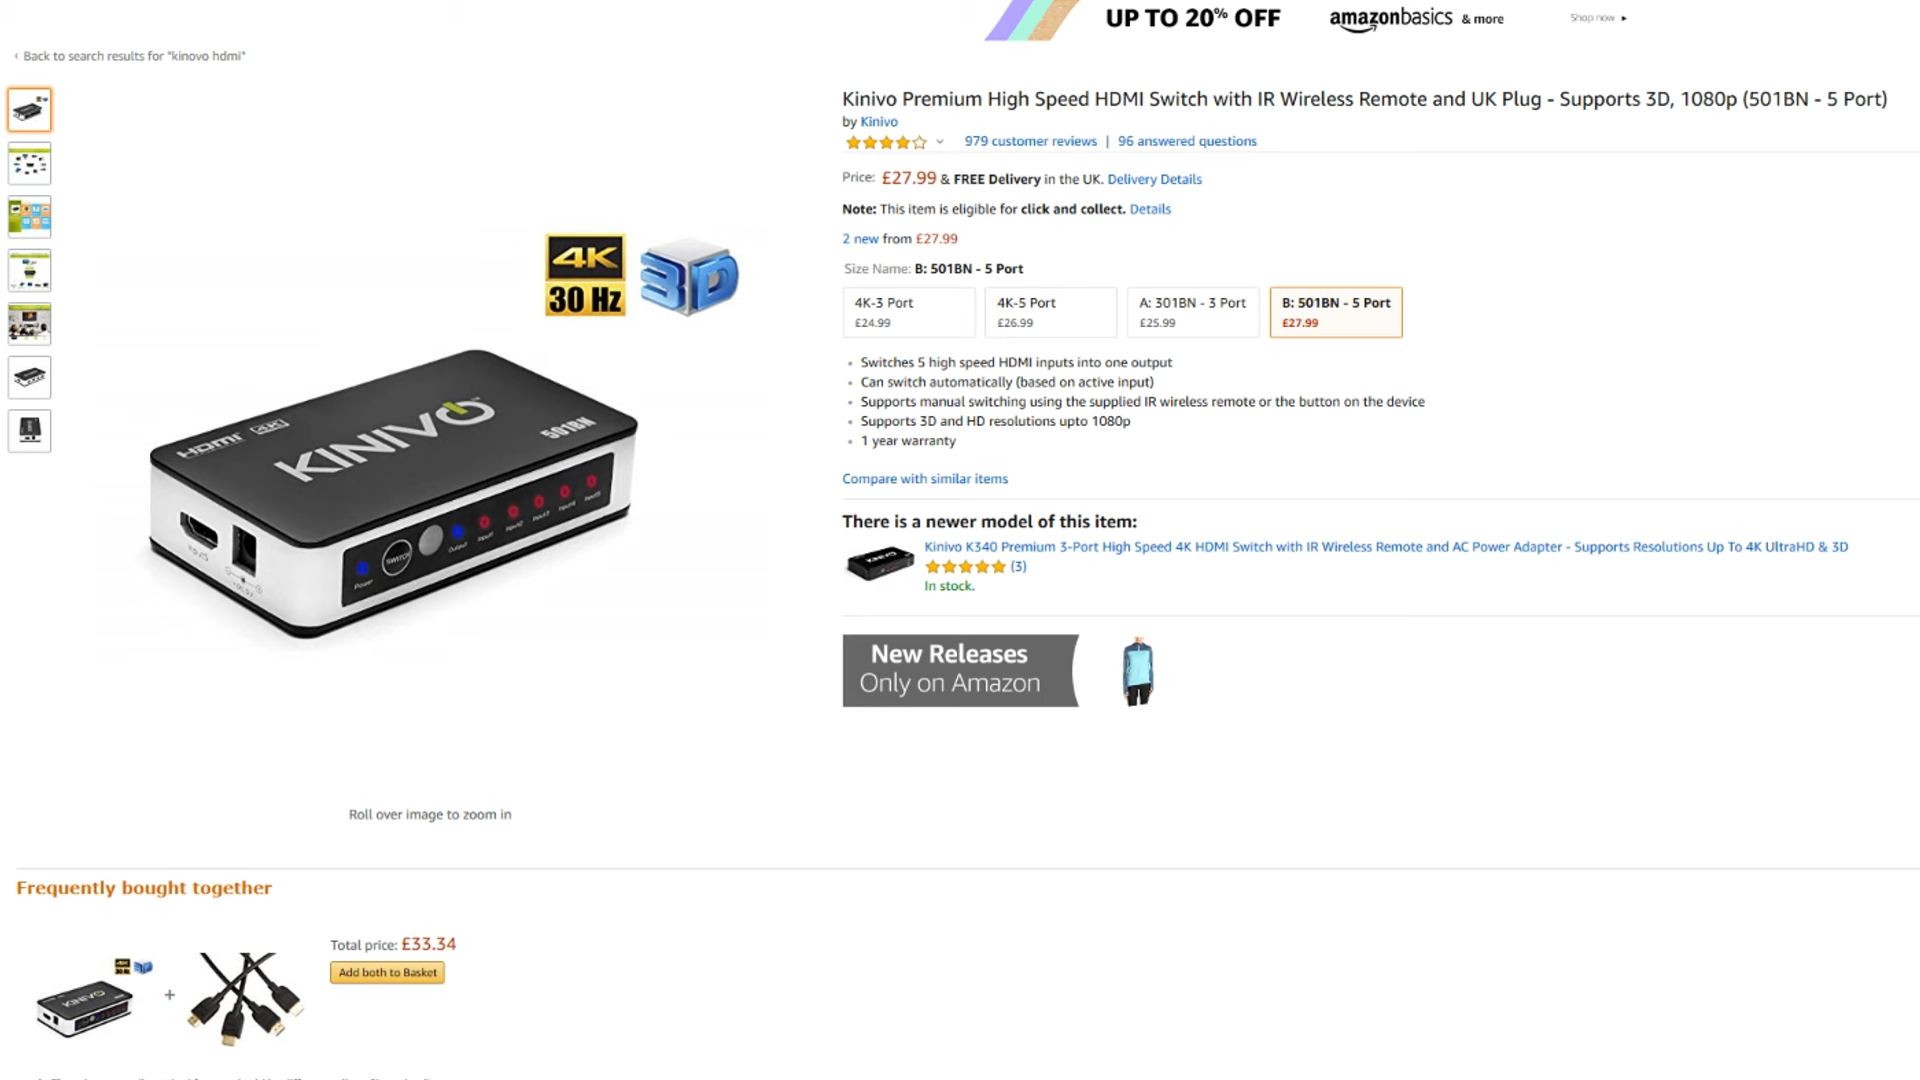 UP TO 20% OFF
amazonbasics & more
Shop now ▸
‹ Back to search results for "kinovo hdmi"
Kinivo Premium High Speed HDMI Switch with IR Wireless Remote and UK Plug - Supports 3D, 1080p (501BN - 5 Port)
by Kinivo
979 customer reviews | 96 answered questions
Price: £27.99 & FREE Delivery in the UK. Delivery Details
Note: This item is eligible for click and collect. Details
2 new from £27.99
Size Name: B: 501BN - 5 Port
4K-3 Port
£24.99
4K-5 Port
£26.99
A: 301BN - 3 Port
£25.99
B: 501BN - 5 Port
£27.99
• Switches 5 high speed HDMI inputs into one output
• Can switch automatically (based on active input)
• Supports manual switching using the supplied IR wireless remote or the button on the device
• Supports 3D and HD resolutions upto 1080p
• 1 year warranty
Compare with similar items
There is a newer model of this item:
Kinivo K340 Premium 3-Port High Speed 4K HDMI Switch with IR Wireless Remote and AC Power Adapter - Supports Resolutions Up To 4K UltraHD & 3D
(3)
In stock.
New Releases
Only on Amazon
4K
30 Hz
3D
HDMI 4K
KINIVO
501BN
Power
SWITCH
Output
Input1
Input2
Input3
Input4
Input5
Input5
Roll over image to zoom in
Frequently bought together
Total price: £33.34
Add both to Basket
KINIVO
+